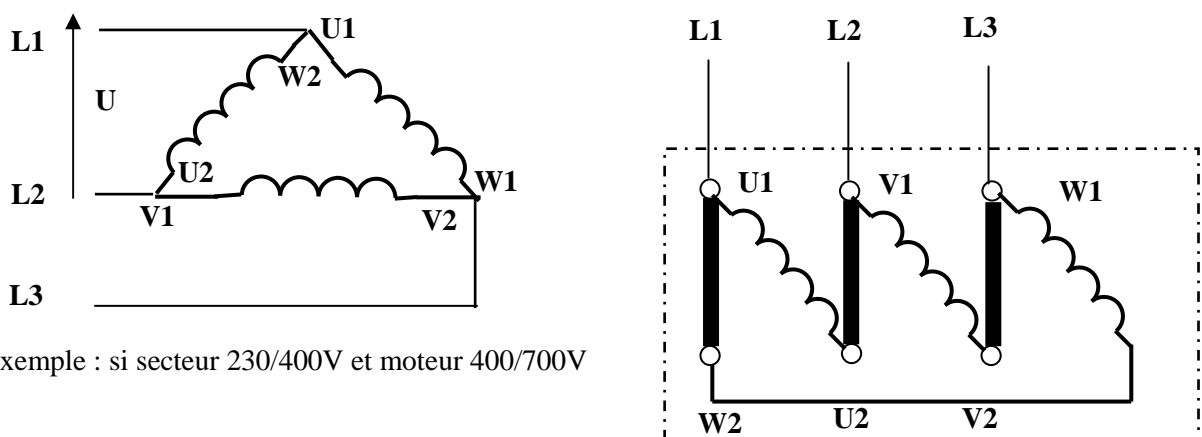 L1
U1
W2
U
U2
L2
V1
V2
W1
L3
xemple : si secteur 230/400V et moteur 400/700V
L1 L2 L3
U1 V1 W1
W2 U2 V2